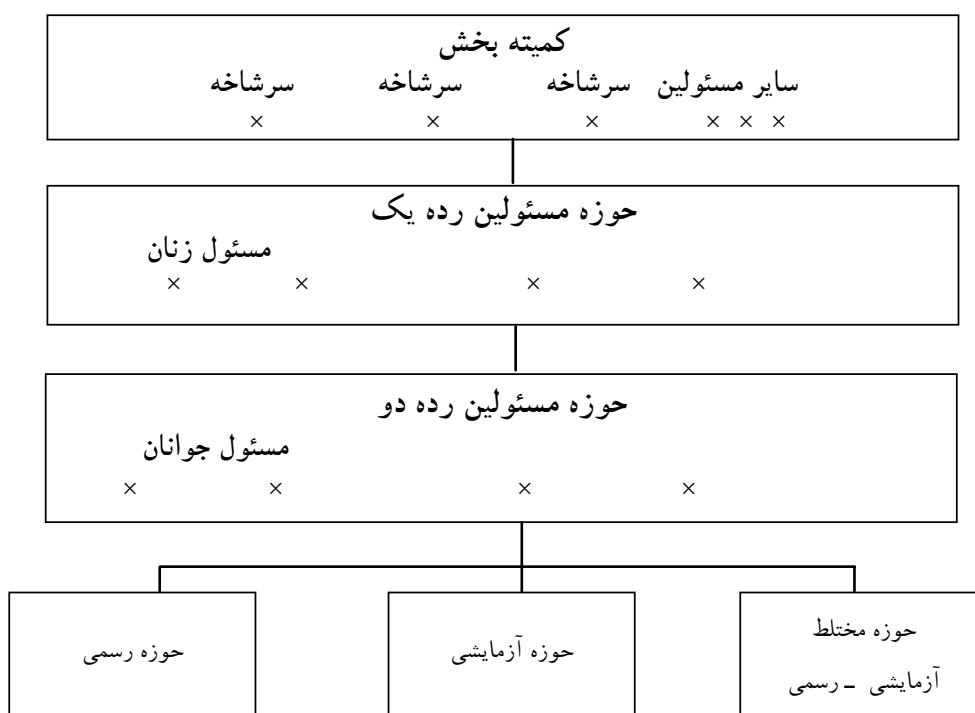 کمیته بخش
سایر مسئولین سرشاخه سرشاخه سرشاخه
× × × × × ×
حوزه مسئولین رده یک
مسئول زنان
× × × ×
حوزه مسئولین رده دو
مسئول جوانان
× × × ×
حوزه مختلط
آزمایشی ـ رسمی
حوزه آزمایشی
حوزه رسمی